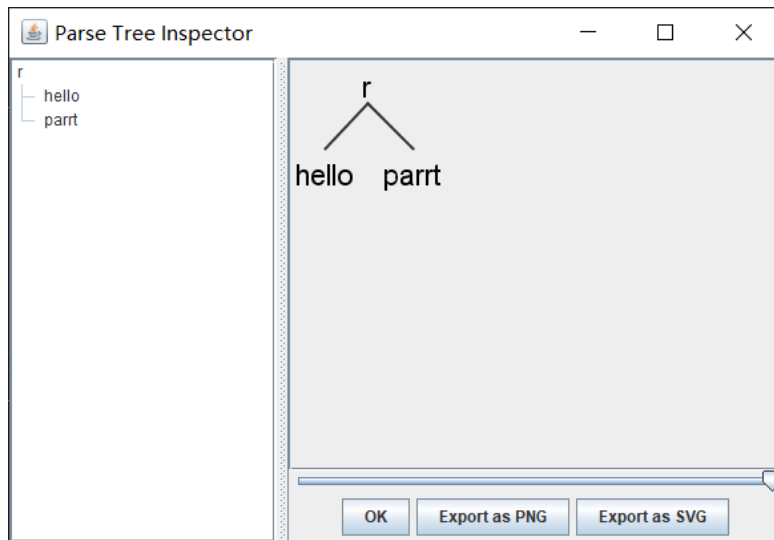 Parse Tree Inspector
r
hello
parrt
r
hello parrt
OK Export as PNG Export as SVG